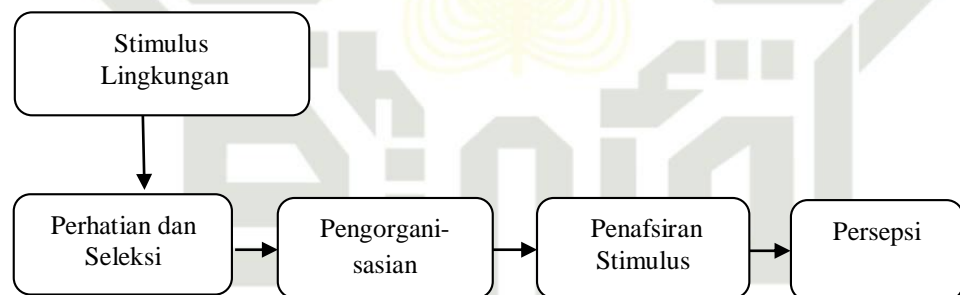 Stimulus
Lingkungan
Perhatian dan
Seleksi
Pengorgani-
sasian
Penafsiran
Stimulus
Persepsi